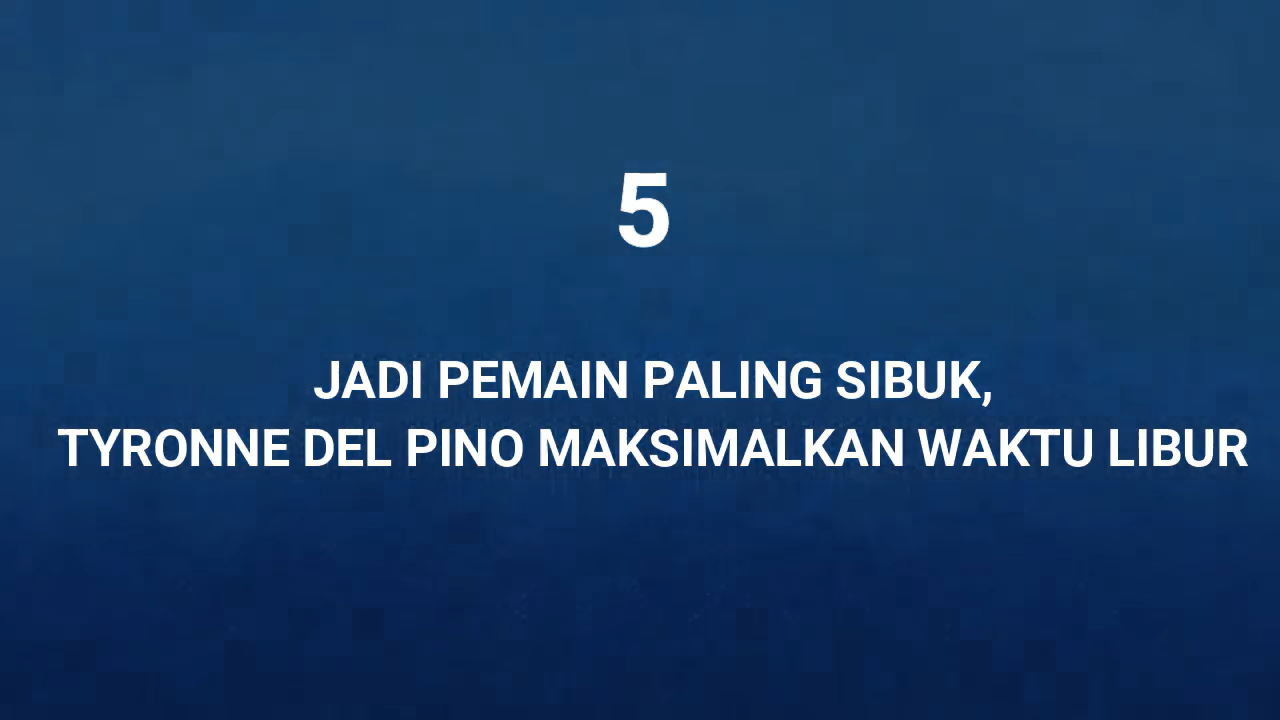 5
JADI PEMAIN PALING SIBUK,
TYRONNE DEL PINO MAKSIMALKAN WAKTU LIBUR